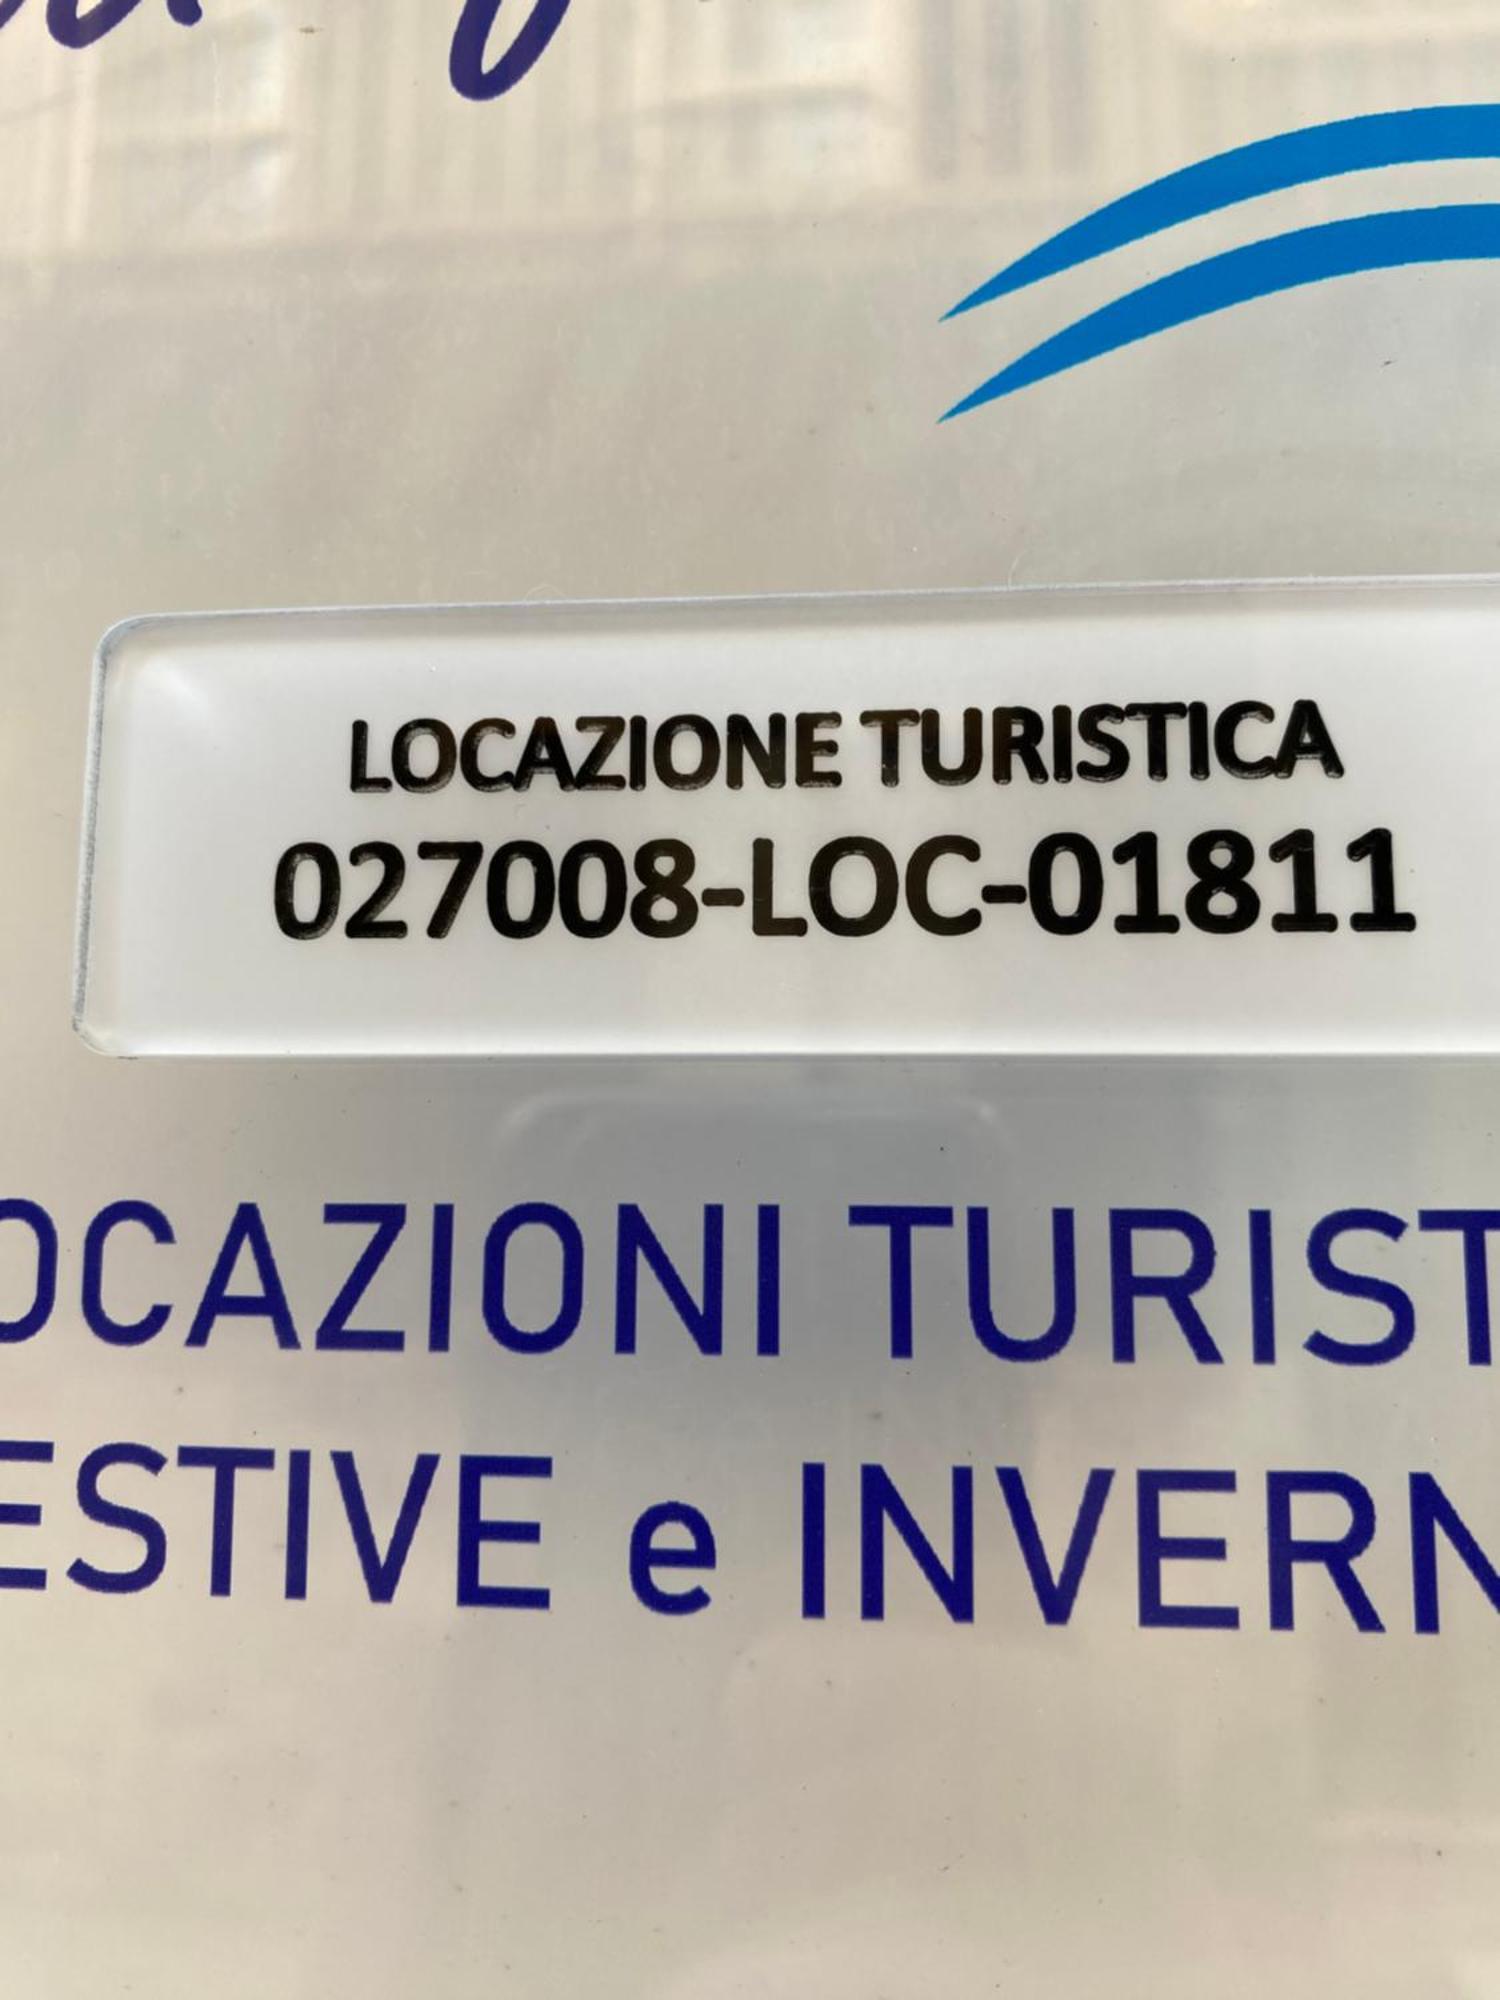 LOCAZIONE TURISTICA
027008-LOC-01811
OCAZIONI TURIST
ESTIVE e INVERN